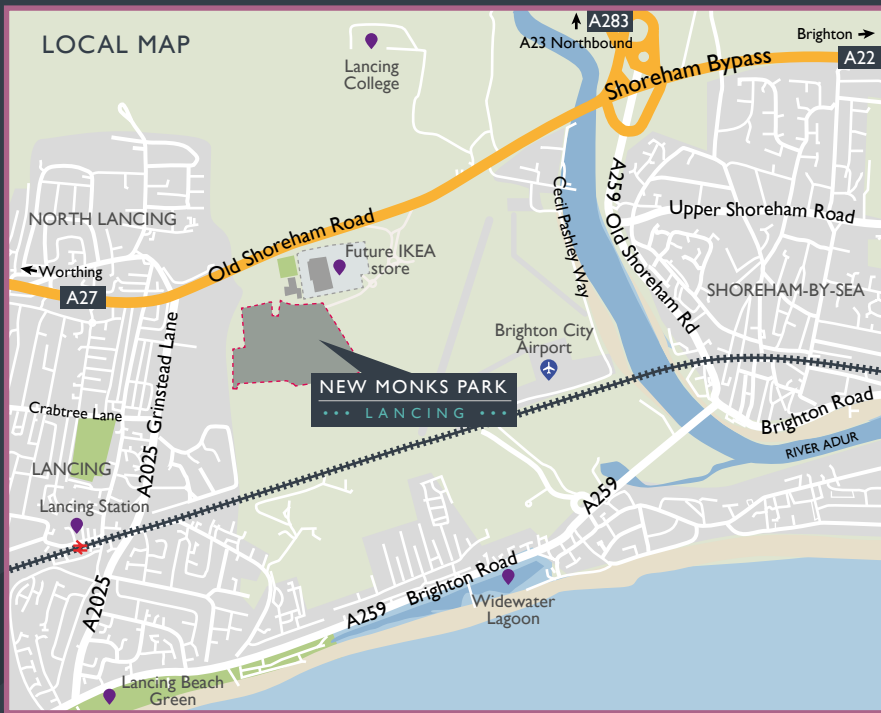 LOCAL MAP
A283
A23 Northbound
Brighton
A22
Lancing
College
Shoreham Bypass
Cecil Pashley Way
A259 Old Shoreham Rd
Upper Shoreham Road
NORTH LANCING
Old Shoreham Road
Future IKEA
store
Worthing
A27
SHOREHAM-BY-SEA
A2025 Grinstead Lane
Brighton City
Airport
NEW MONKS PARK
LANCING
Crabtree Lane
Brighton Road
RIVER ADUR
LANCING
Lancing Station
A259
A2025
A259 Brighton Road
Widewater
Lagoon
Lancing Beach
Green